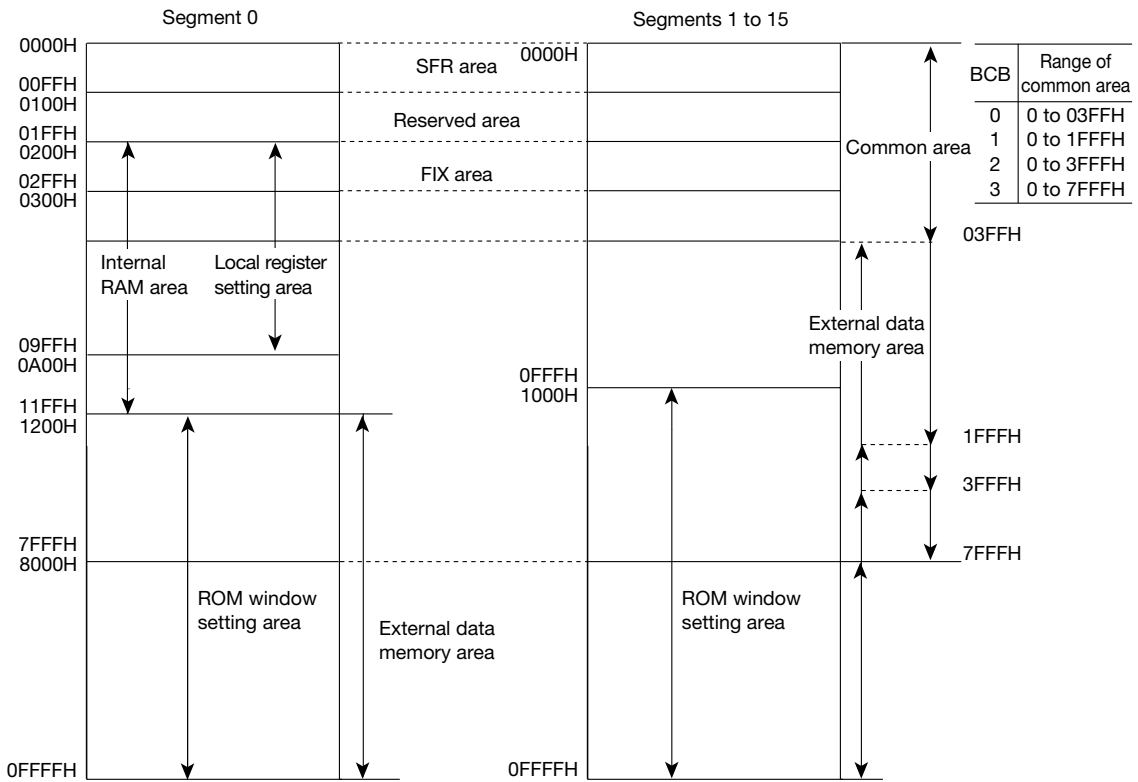 Segment 0
Segments 1 to 15
0000H
SFR area
00FFH
0100H
Reserved area
01FFH
0200H
FIX area
02FFH
0300H
Internal
RAM area
Local register
setting area
09FFH
0A00H
11FFH
1200H
7FFFH
8000H
ROM window
setting area
External data
memory area
0FFFFH
0000H
Common area
03FFH
External data
memory area
0FFFH
1000H
1FFFH
3FFFH
7FFFH
ROM window
setting area
0FFFFH
BCB Range of
common area
0 0 to 03FFH
1 0 to 1FFFH
2 0 to 3FFFH
3 0 to 7FFFH